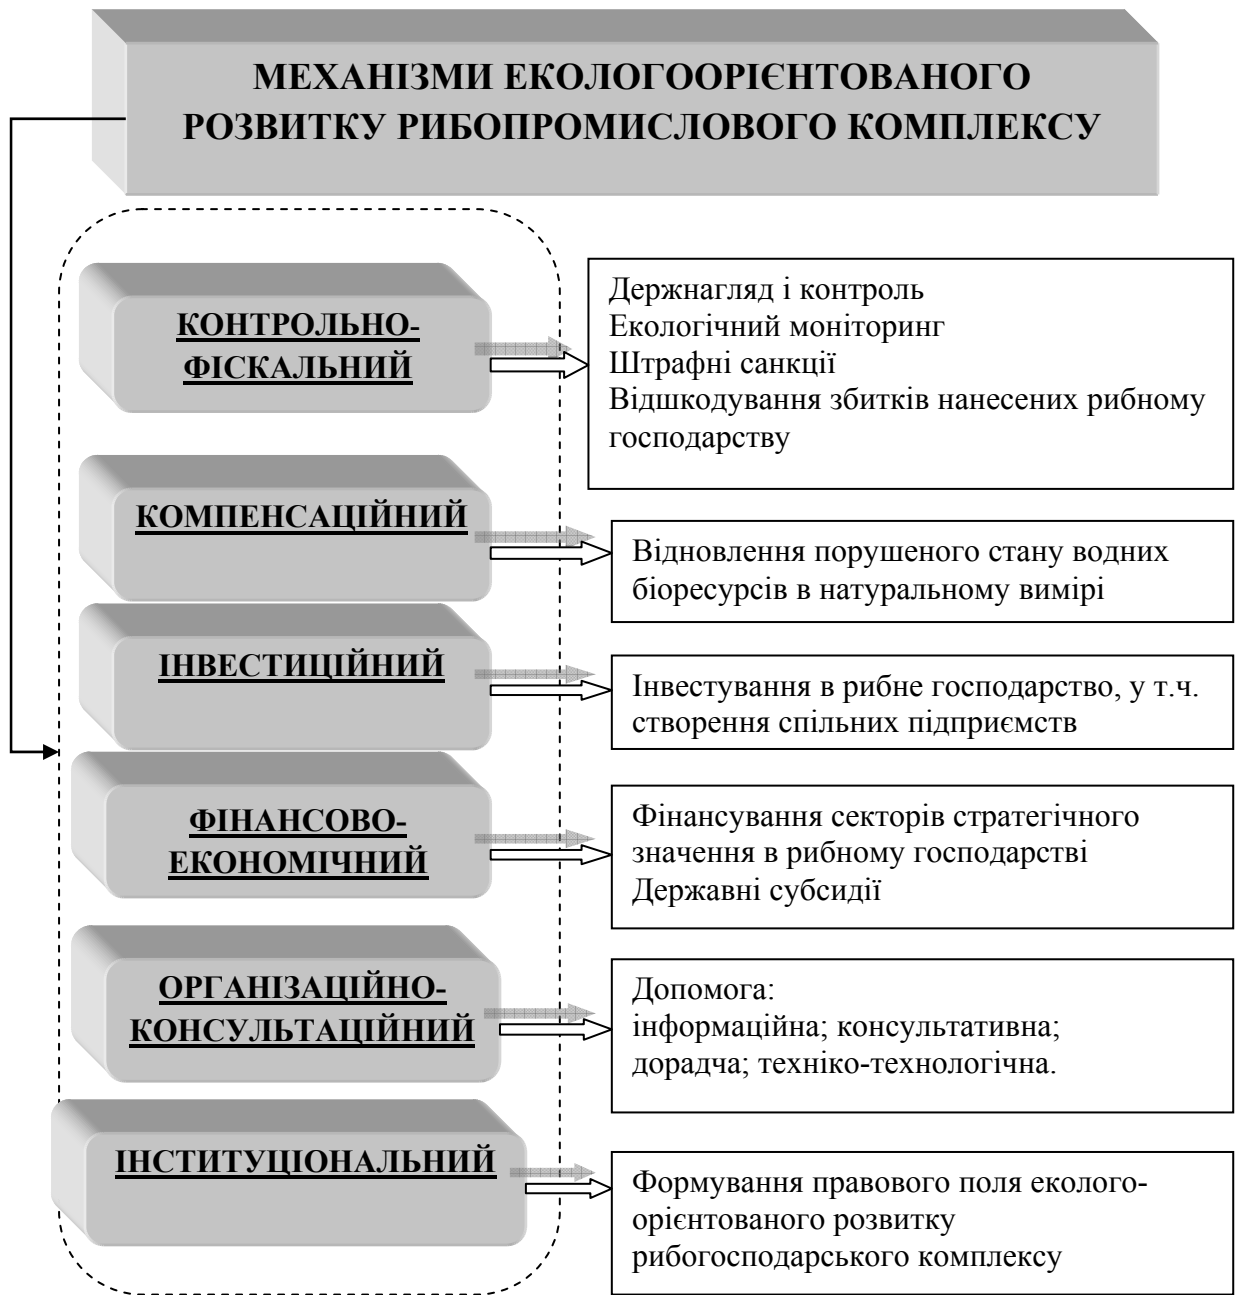 МЕХАНІЗМИ ЕКОЛОГООРІЄНТОВАНОГО
РОЗВИТКУ РИБОПРОМИСЛОВОГО КОМПЛЕКСУ
КОНТРОЛЬНО-
ФІСКАЛЬНИЙ
Держнагляд і контроль
Екологічний моніторинг
Штрафні санкції
Відшкодування збитків нанесених рибному
господарству
КОМПЕНСАЦІЙНИЙ
Відновлення порушеного стану водних
біоресурсів в натуральному вимірі
ІНВЕСТИЦІЙНИЙ
Інвестування в рибне господарство, у т.ч.
створення спільних підприємств
ФІНАНСОВО-
ЕКОНОМІЧНИЙ
Фінансування секторів стратегічного
значення в рибному господарстві
Державні субсидії
ОРГАНІЗАЦІЙНО-
КОНСУЛЬТАЦІЙНИЙ
Допомога:
інформаційна; консультативна;
дорадча; техніко-технологічна.
ІНСТИТУЦІОНАЛЬНИЙ
Формування правового поля еколого-
орієнтованого розвитку
рибогосподарського комплексу